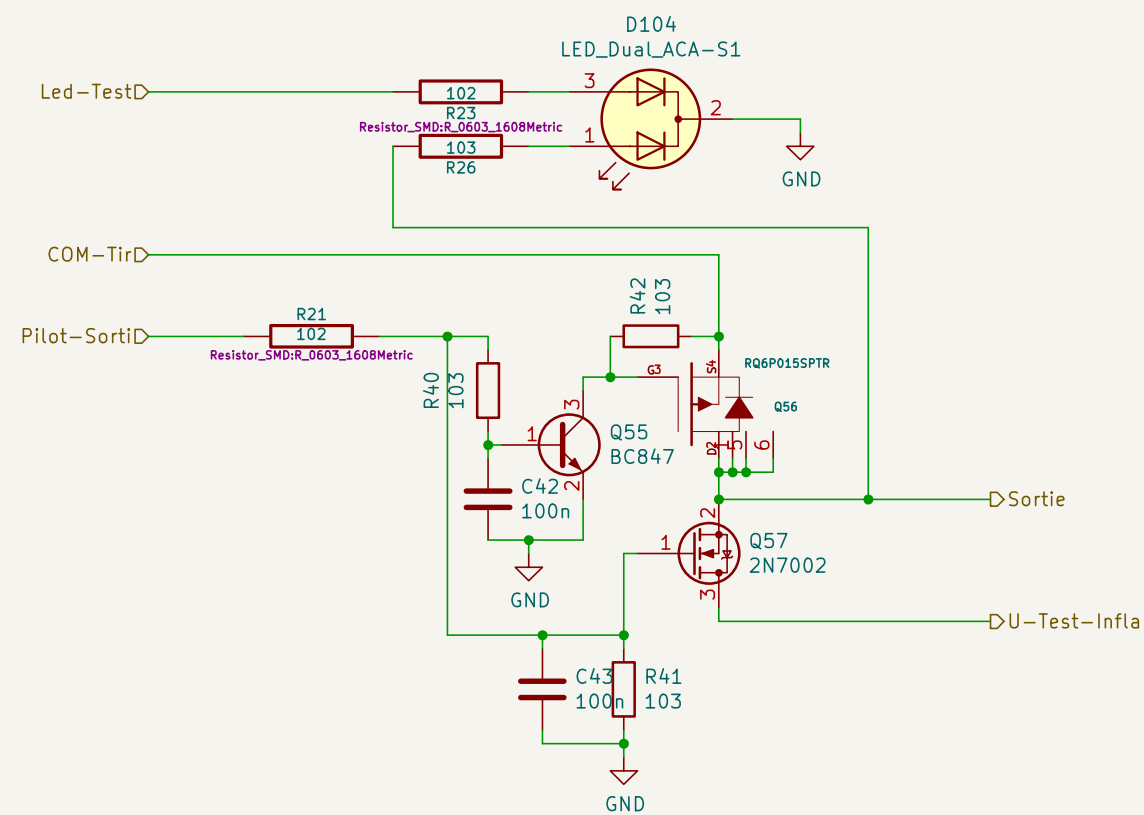 D104
LED_Dual_ACA-S1
Led-Test
102
R23
3
2
Resistor_SMD:R_0603_1608Metric
103
R26
1
GND
COM-Tir
R42
103
Pilot-Sorti
R21
102
Resistor_SMD:R_0603_1608Metric
S4
RQ6P015SPTR
G3
Q56
R40
103
3
1
Q55
BC847
2
D2
1
5
6
C42
100n
Sortie
2
1
Q57
2N7002
3
GND
U-Test-Infla
C43
100n
R41
103
GND